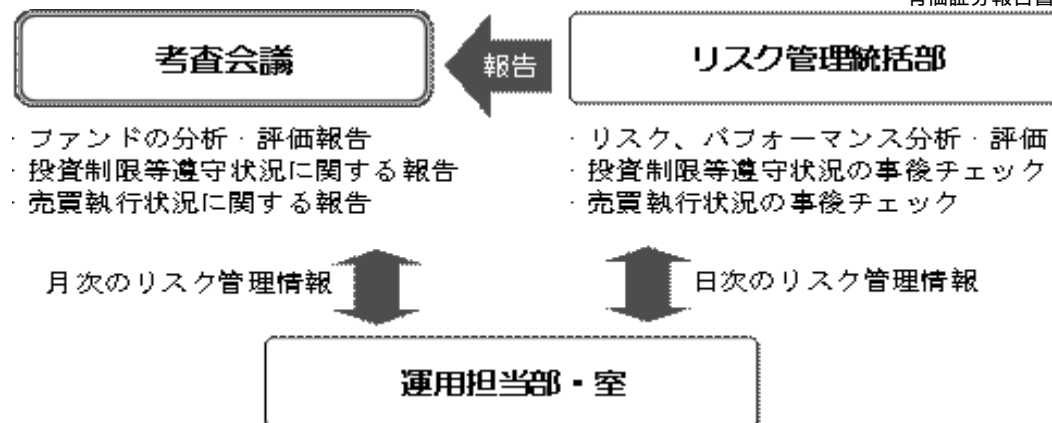 有価証券報告書
考査会議
報告
リスク管理統括部
・ファンドの分析・評価報告
・投資制限等遵守状況に関する報告
・売買執行状況に関する報告
・リスク、パフォーマンス分析・評価
・投資制限等遵守状況の事後チェック
・売買執行状況の事後チェック
月次のリスク管理情報
日次のリスク管理情報
運用担当部・室